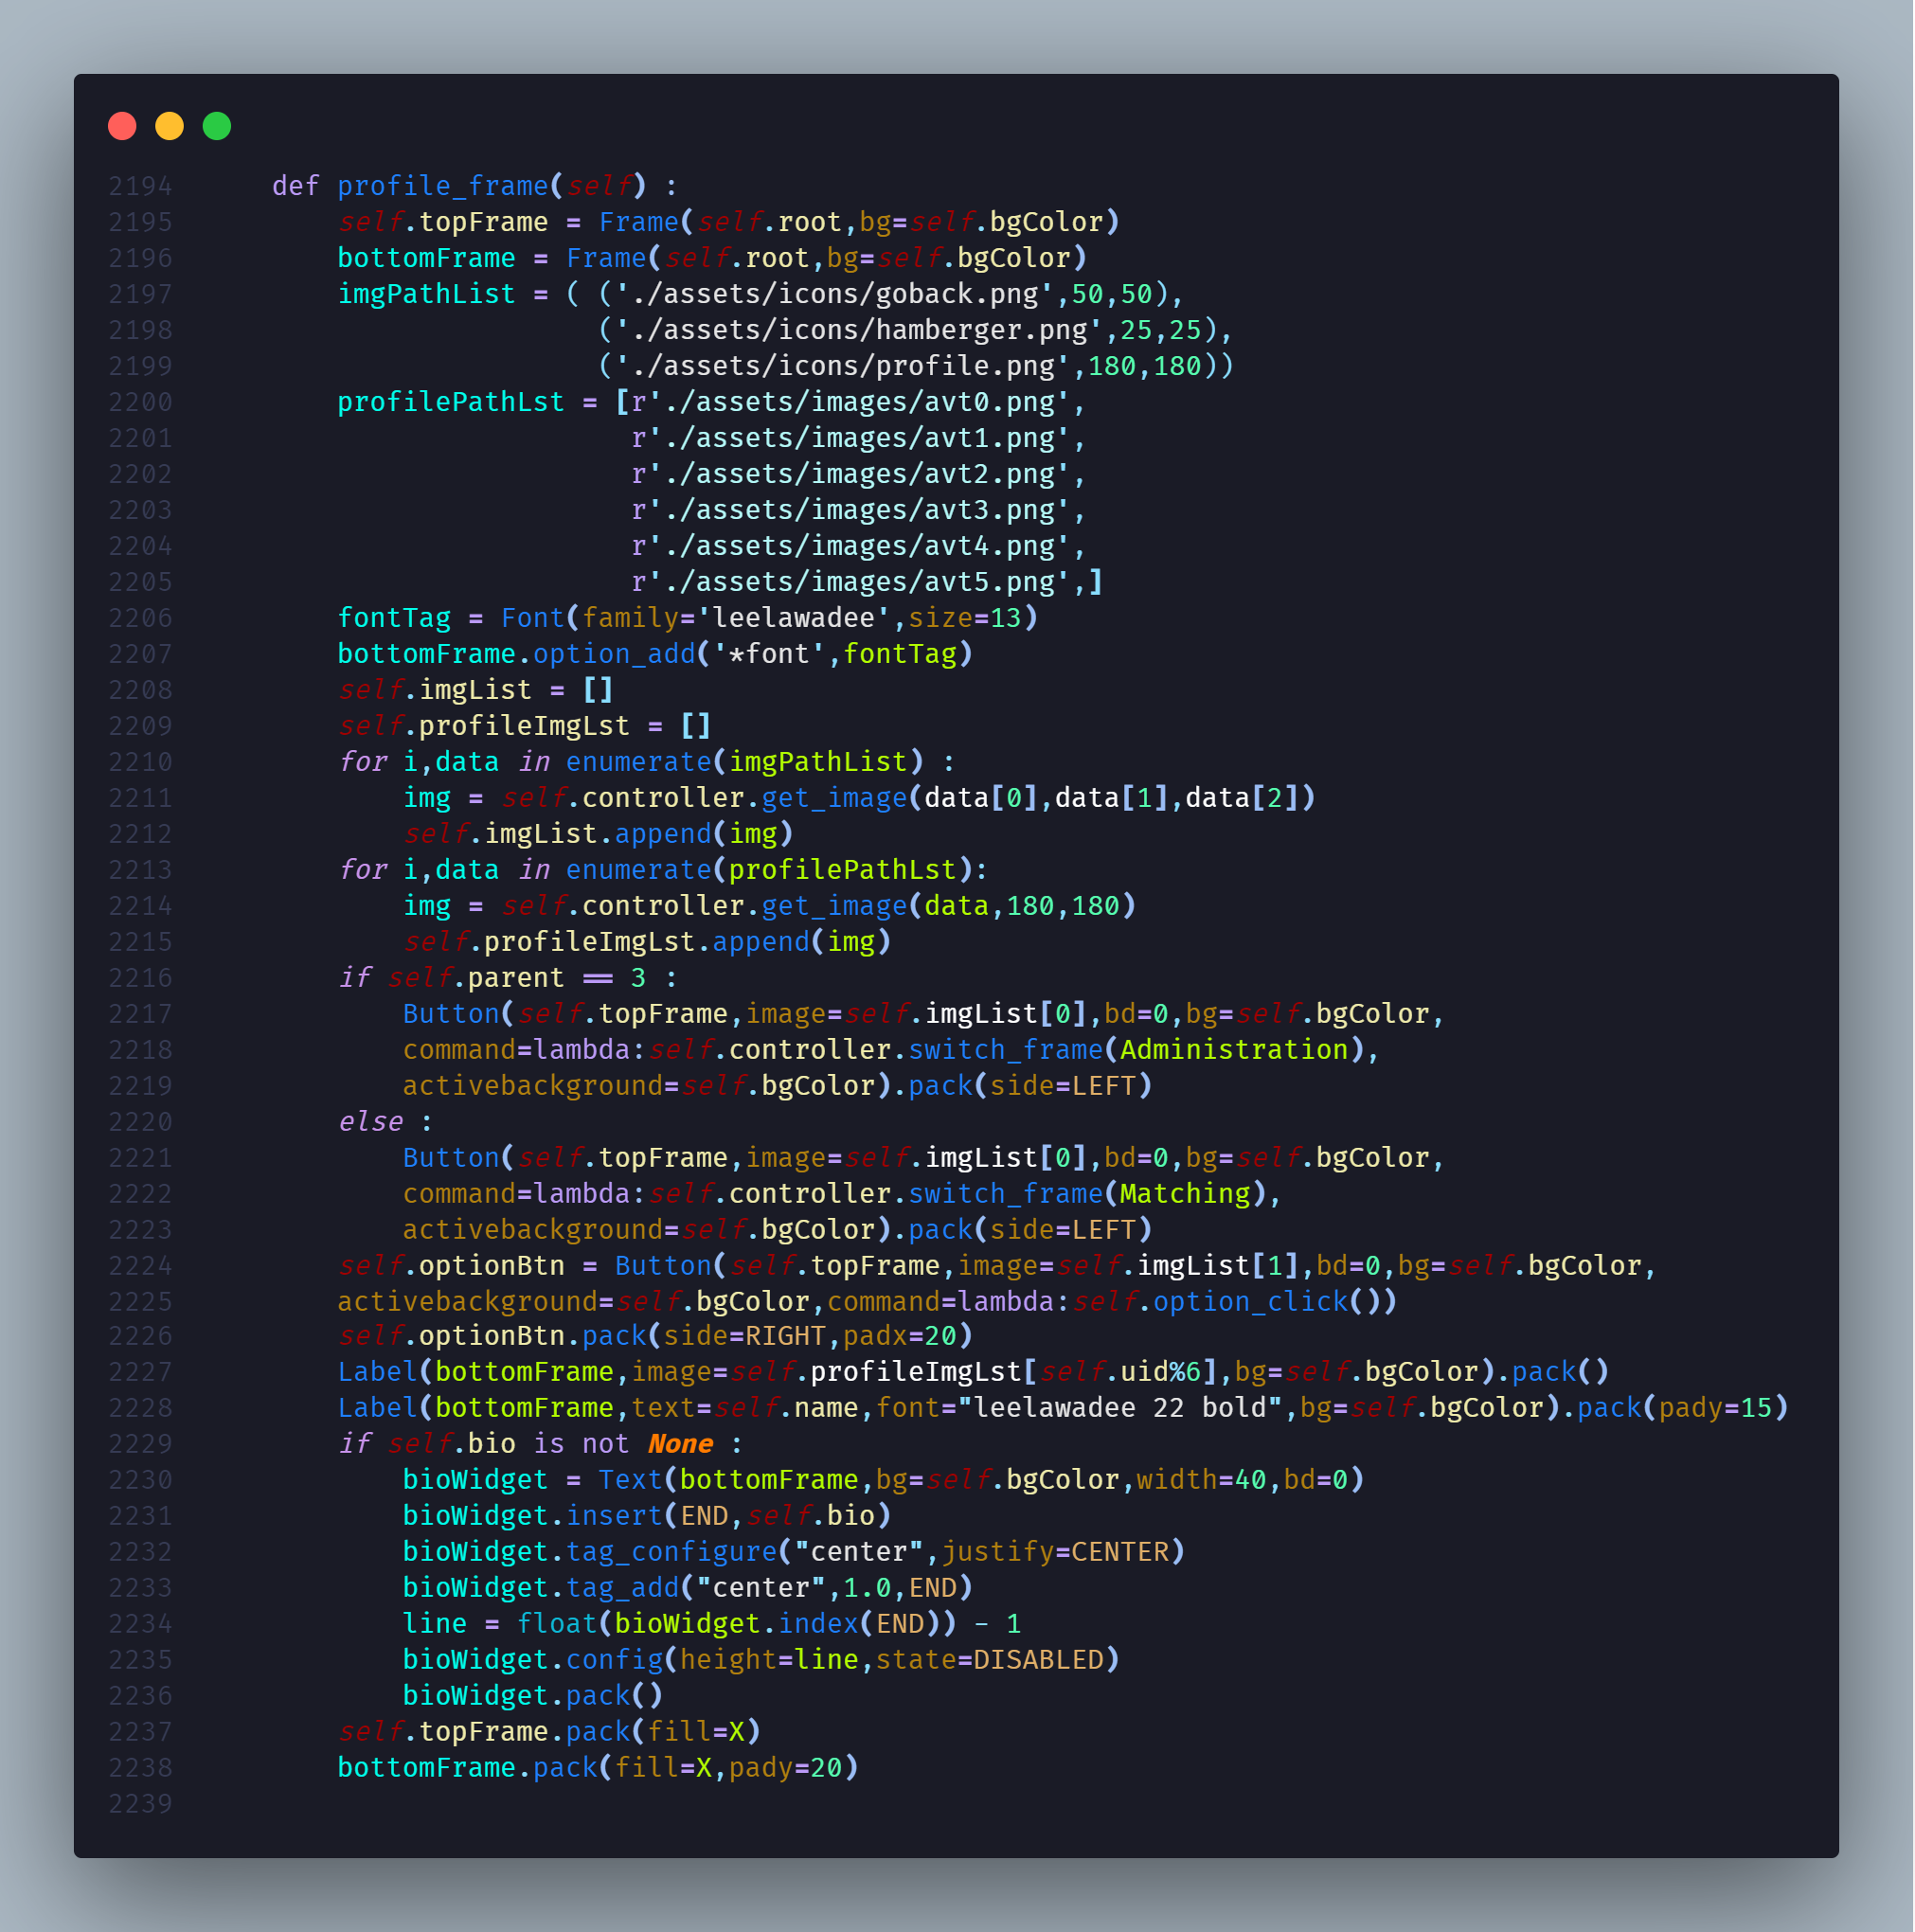 2194 def profile_frame(self) :
2195 self.topFrame = Frame(self.root,bg=self.bgColor)
2196 bottomFrame = Frame(self.root,bg=self.bgColor)
2197 imgPathList = ( ('./assets/icons/goback.png',50,50),
2198 ('./assets/icons/hamberger.png',25,25),
2199 ('./assets/icons/profile.png',180,180))
2200 profilePathLst = [r'./assets/images/avt0.png',
2201 r'./assets/images/avt1.png',
2202 r'./assets/images/avt2.png',
2203 r'./assets/images/avt3.png',
2204 r'./assets/images/avt4.png',
2205 r'./assets/images/avt5.png',]
2206 fontTag = Font(family='leelawadee',size=13)
2207 bottomFrame.option_add('*font',fontTag)
2208 self.imgList = []
2209 self.profileImgLst = []
2210 for i,data in enumerate(imgPathList) :
2211 img = self.controller.get_image(data[0],data[1],data[2])
2212 self.imgList.append(img)
2213 for i,data in enumerate(profilePathLst):
2214 img = self.controller.get_image(data,180,180)
2215 self.profileImgLst.append(img)
2216 if self.parent == 3 :
2217 Button(self.topFrame,image=self.imgList[0],bd=0,bg=self.bgColor,
2218 command=lambda:self.controller.switch_frame(Administration),
2219 activebackground=self.bgColor).pack(side=LEFT)
2220 else :
2221 Button(self.topFrame,image=self.imgList[0],bd=0,bg=self.bgColor,
2222 command=lambda:self.controller.switch_frame(Matching),
2223 activebackground=self.bgColor).pack(side=LEFT)
2224 self.optionBtn = Button(self.topFrame,image=self.imgList[1],bd=0,bg=self.bgColor,
2225 activebackground=self.bgColor,command=lambda:self.option_click())
2226 self.optionBtn.pack(side=RIGHT,padx=20)
2227 Label(bottomFrame,image=self.profileImgLst[self.uid%6],bg=self.bgColor).pack()
2228 Label(bottomFrame,text=self.name,font="leelawadee 22 bold",bg=self.bgColor).pack(pady=15)
2229 if self.bio is not None :
2230 bioWidget = Text(bottomFrame,bg=self.bgColor,width=40,bd=0)
2231 bioWidget.insert(END,self.bio)
2232 bioWidget.tag_configure("center",justify=CENTER)
2233 bioWidget.tag_add("center",1.0,END)
2234 line = float(bioWidget.index(END)) - 1
2235 bioWidget.config(height=line,state=DISABLED)
2236 bioWidget.pack()
2237 self.topFrame.pack(fill=X)
2238 bottomFrame.pack(fill=X,pady=20)
2239